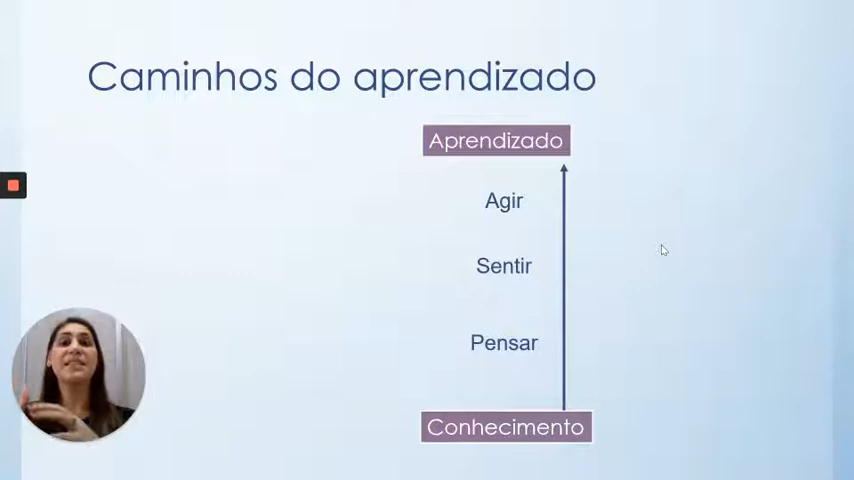 Caminhos do aprendizado
Aprendizado
Agir
Sentir
Pensar
Conhecimento